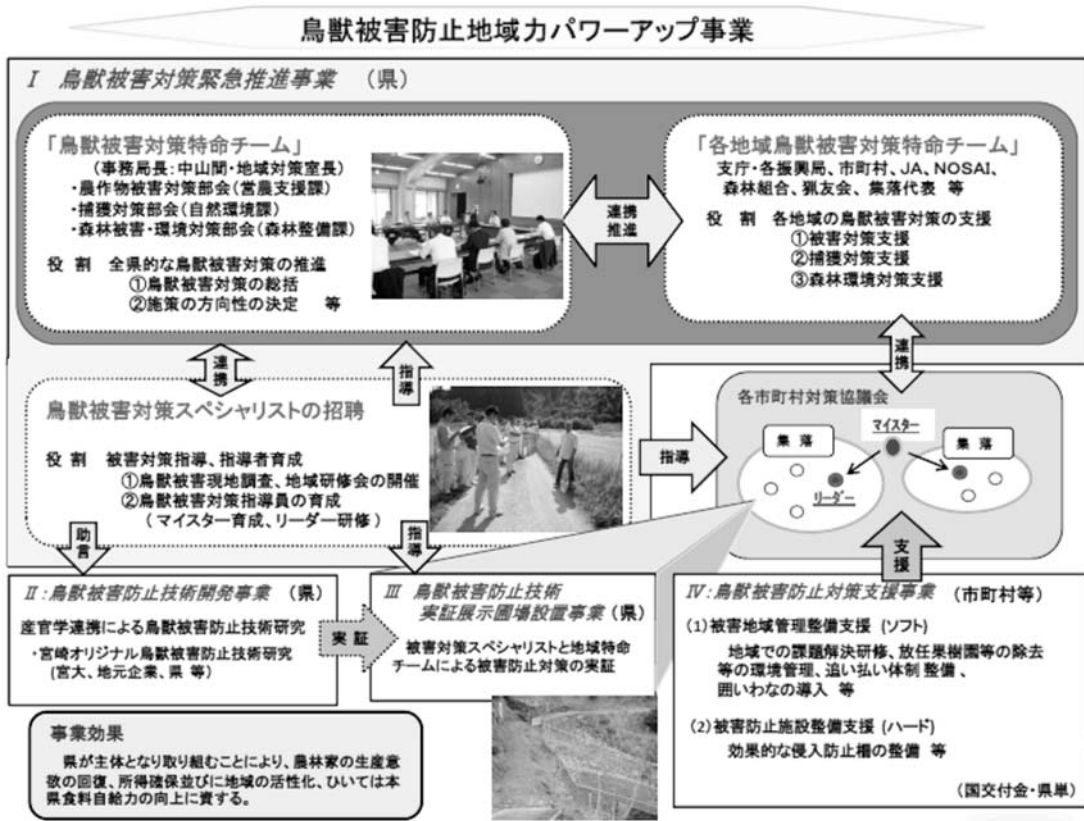 鳥獣被害防止地域力パワーアップ事業
Ⅰ 鳥獣被害対策緊急推進事業 (県)
「鳥獣被害対策特命チーム」
(事務局長:中山間・地域対策室長)
・農作物被害対策部会(営農支援課)
・捕獲対策部会(自然環境課)
・森林被害・環境対策部会(森林整備課)
役 割 全県的な鳥獣被害対策の推進
①鳥獣被害対策の総括
②施策の方向性の決定 等
連携
推進
「各地域鳥獣被害対策特命チーム」
支庁・各振興局、市町村、JA、NOSAI、
森林組合、猟友会、集落代表 等
役 割 各地域の鳥獣被害対策の支援
①被害対策支援
②捕獲対策支援
③森林環境対策支援
連携
指導
連携
鳥獣被害対策スペシャリストの招聘
役 割 被害対策指導、指導者育成
①鳥獣被害現地調査、地域研修会の開催
②鳥獣被害対策指導員の育成
(マイスター育成、リーダー研修)
指導
各市町村対策協議会
マイスター
集 落
集 落
リーダー
助言
指導
支援
Ⅱ:鳥獣被害防止技術開発事業 (県)
産官学連携による鳥獣被害防止技術研究
・宮崎オリジナル鳥獣被害防止技術研究
(宮大、地元企業、県 等)
実 証
Ⅲ 鳥獣被害防止技術
実証展示圃場設置事業(県)
被害対策スペシャリストと地域特命
チームによる被害防止対策の実証
Ⅳ:鳥獣被害防止対策支援事業 (市町村等)
(1)被害地域管理整備支援 (ソフト)
地域での課題解決研修、放任果樹園等の除去
等の環境管理、追い払い体制 整備 、
囲いわなの導入 等
(2)被害防止施設整備支援 (ハード)
効果的な侵入防止柵の整備 等
(国交付金・県単)
事業効果
県が主体となり取り組むことにより、農林家の生産意
欲の回復、所得確保並びに地域の活性化、ひいては本
県食料自給力の向上に資する。